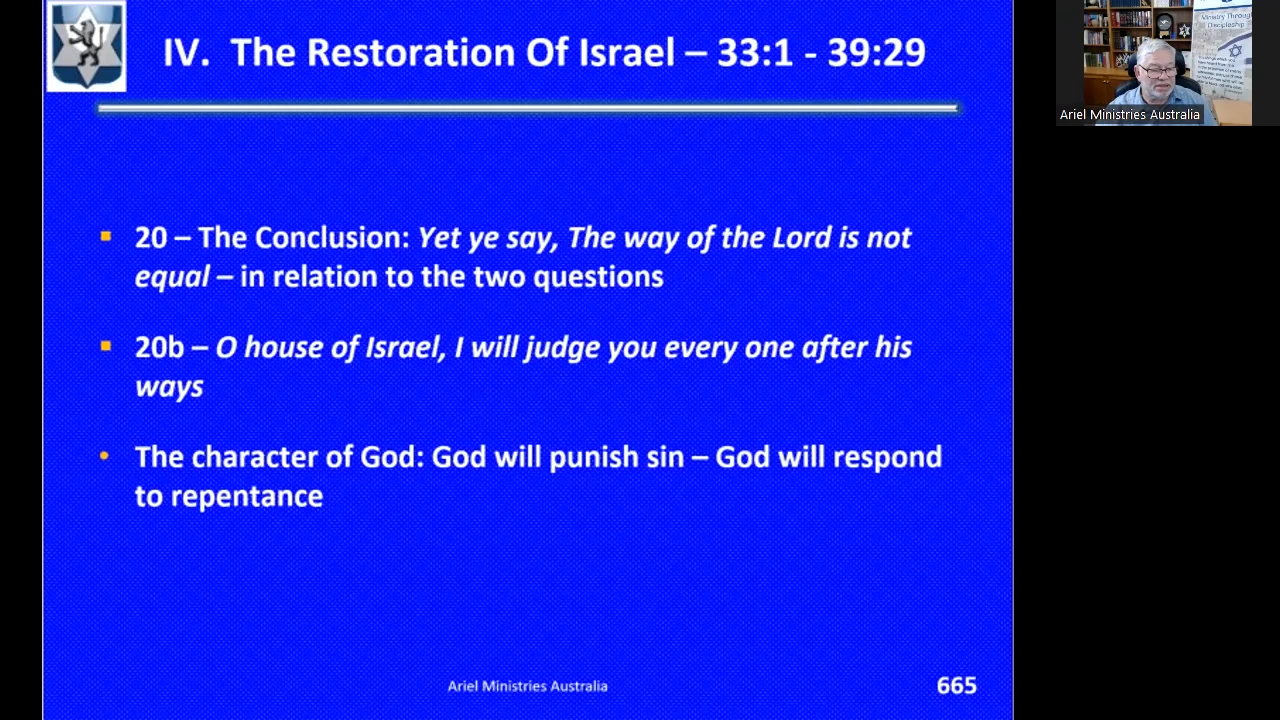 IV. The Restoration Of Israel – 33:1 - 39:29
20 – The Conclusion: Yet ye say, The way of the Lord is not
equal – in relation to the two questions
20b – O house of Israel, I will judge you every one after his
ways
The character of God: God will punish sin – God will respond
to repentance
Ariel Ministries Australia
665
Ministry Through
Discipleship
Ariel Ministries Australia